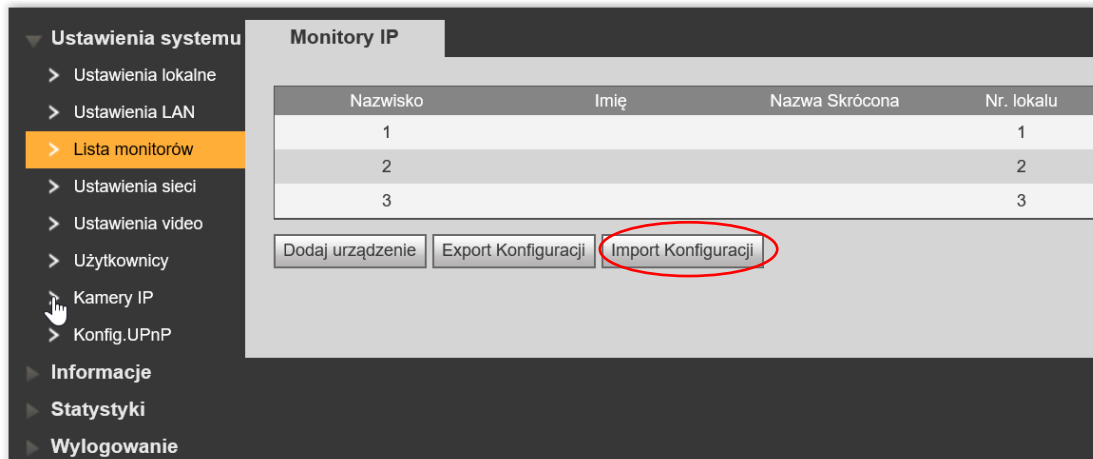 Ustawienia systemu
Ustawienia lokalne
Ustawienia LAN
Lista monitorów
Ustawienia sieci
Ustawienia video
Użytkownicy
Kamery IP
Konfig.UPnP
Informacje
Statystyki
Wylogowanie
Monitory IP
Nazwisko Imię Nazwa Skrócona Nr. lokalu
1 1
2 2
3 3
Dodaj urządzenie Export Konfiguracji Import Konfiguracji